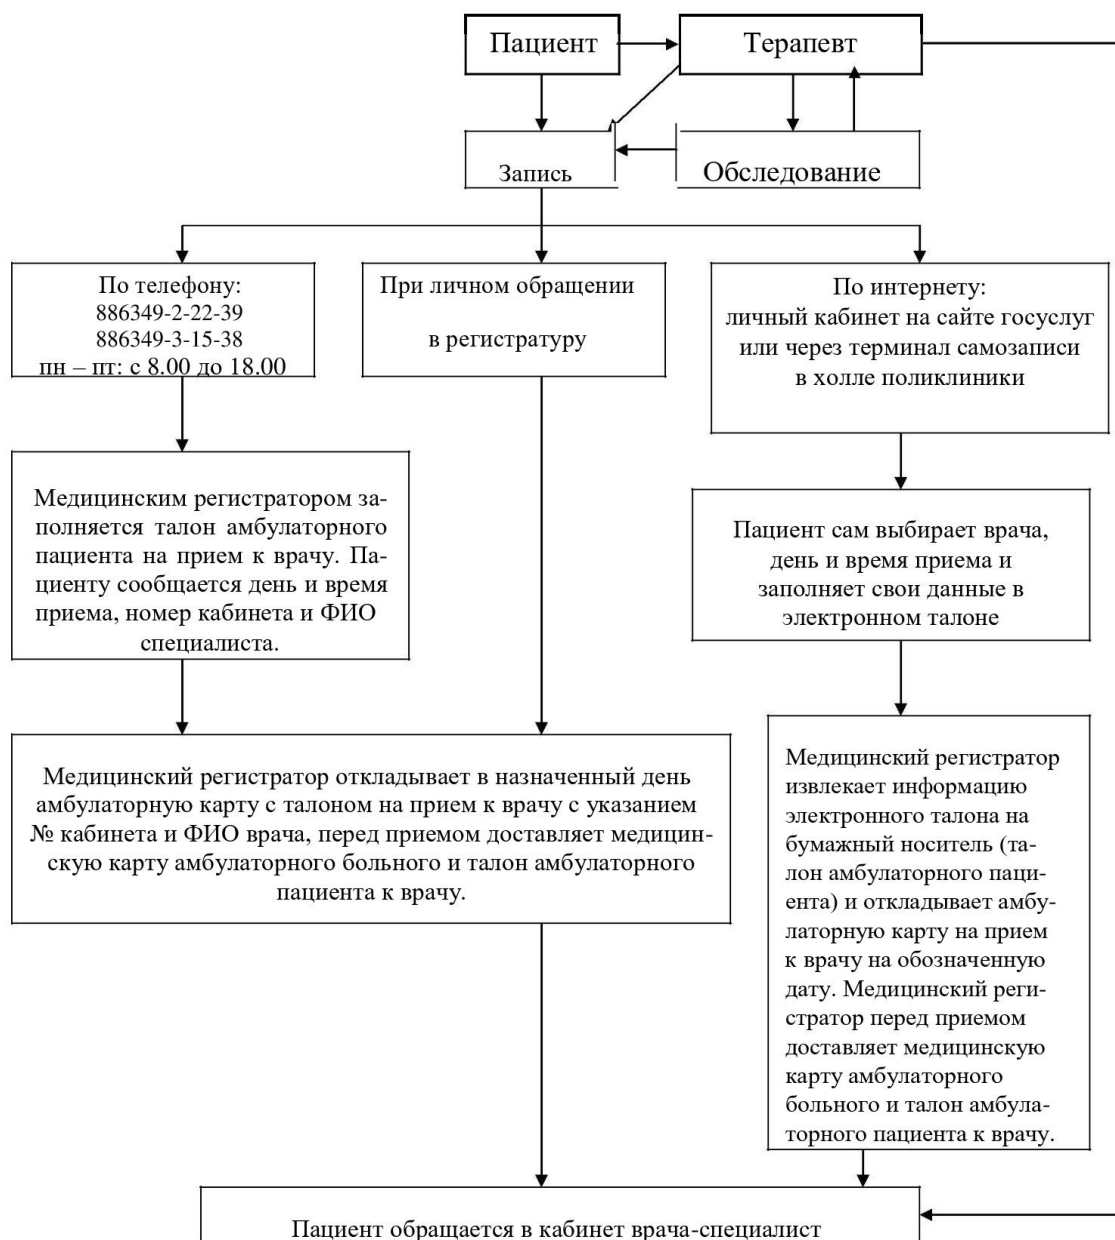 Пациент
Терапевт
Запись
Обследование
По телефону:
886349-2-22-39
886349-3-15-38
пн – пт: с 8.00 до 18.00
При личном обращении
в регистратуру
По интернету:
личный кабинет на сайте госуслуг
или через терминал самозаписи
в холле поликлиники
Медицинским регистратором за-
полняется талон амбулаторного
пациента на прием к врачу. Па-
циенту сообщается день и время
приема, номер кабинета и ФИО
специалиста.
Пациент сам выбирает врача,
день и время приема и
заполняет свои данные в
электронном талоне
Медицинский регистратор откладывает в назначенный день
амбулаторную карту с талоном на прием к врачу с указанием
№ кабинета и ФИО врача, перед приемом доставляет медицин-
скую карту амбулаторного больного и талон амбулаторного
пациента к врачу.
Медицинский регистратор
извлекает информацию
электронного талона на
бумажный носитель (та-
лон амбулаторного паци-
ента) и откладывает амбу-
латорную карту на прием
к врачу на обозначенную
дату. Медицинский реги-
стратор перед приемом
доставляет медицинскую
карту амбулаторного
больного и талон амбула-
торного пациента к врачу.
Пациент обращается в кабинет врача-специалист